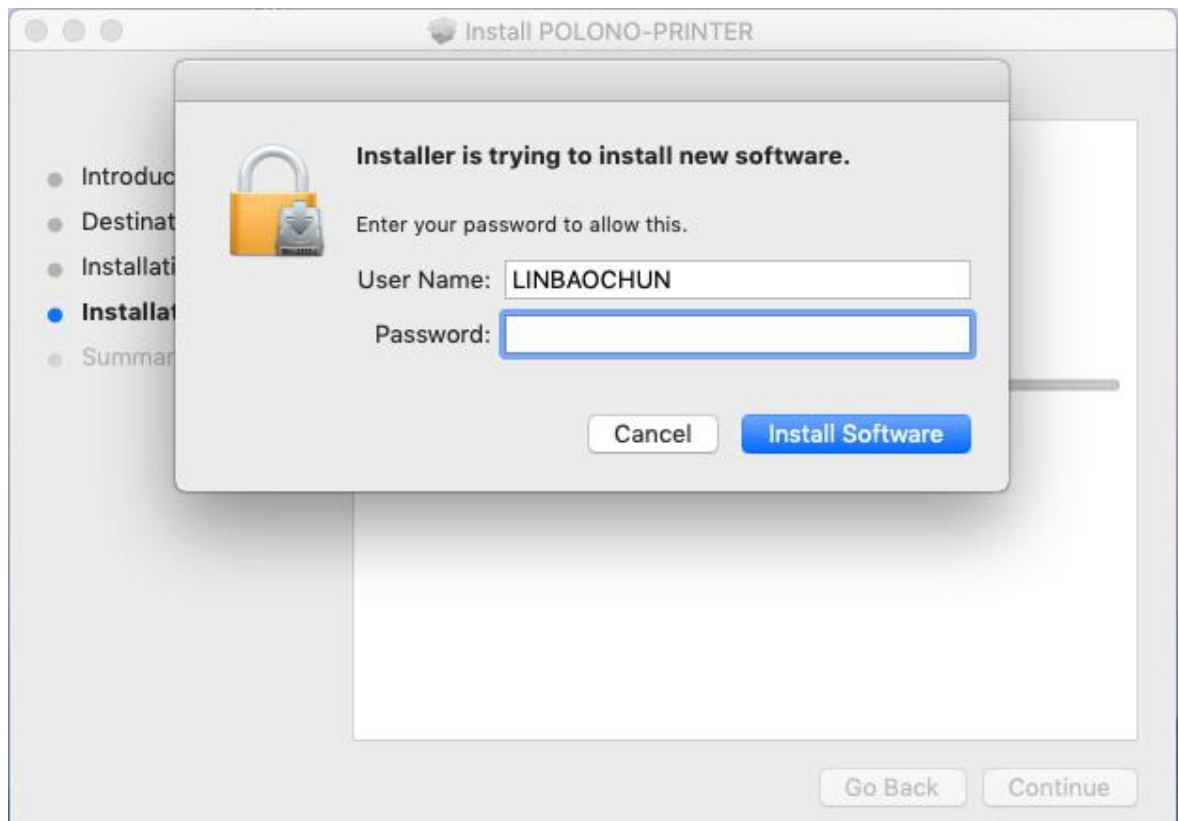 Install POLONO-PRINTER
Installer is trying to install new software.
Enter your password to allow this.
User Name: LINBAOCHUN
Password:
Cancel
Install Software
Introduc
Destinat
Installati
Installat
Summar
Go Back
Continue